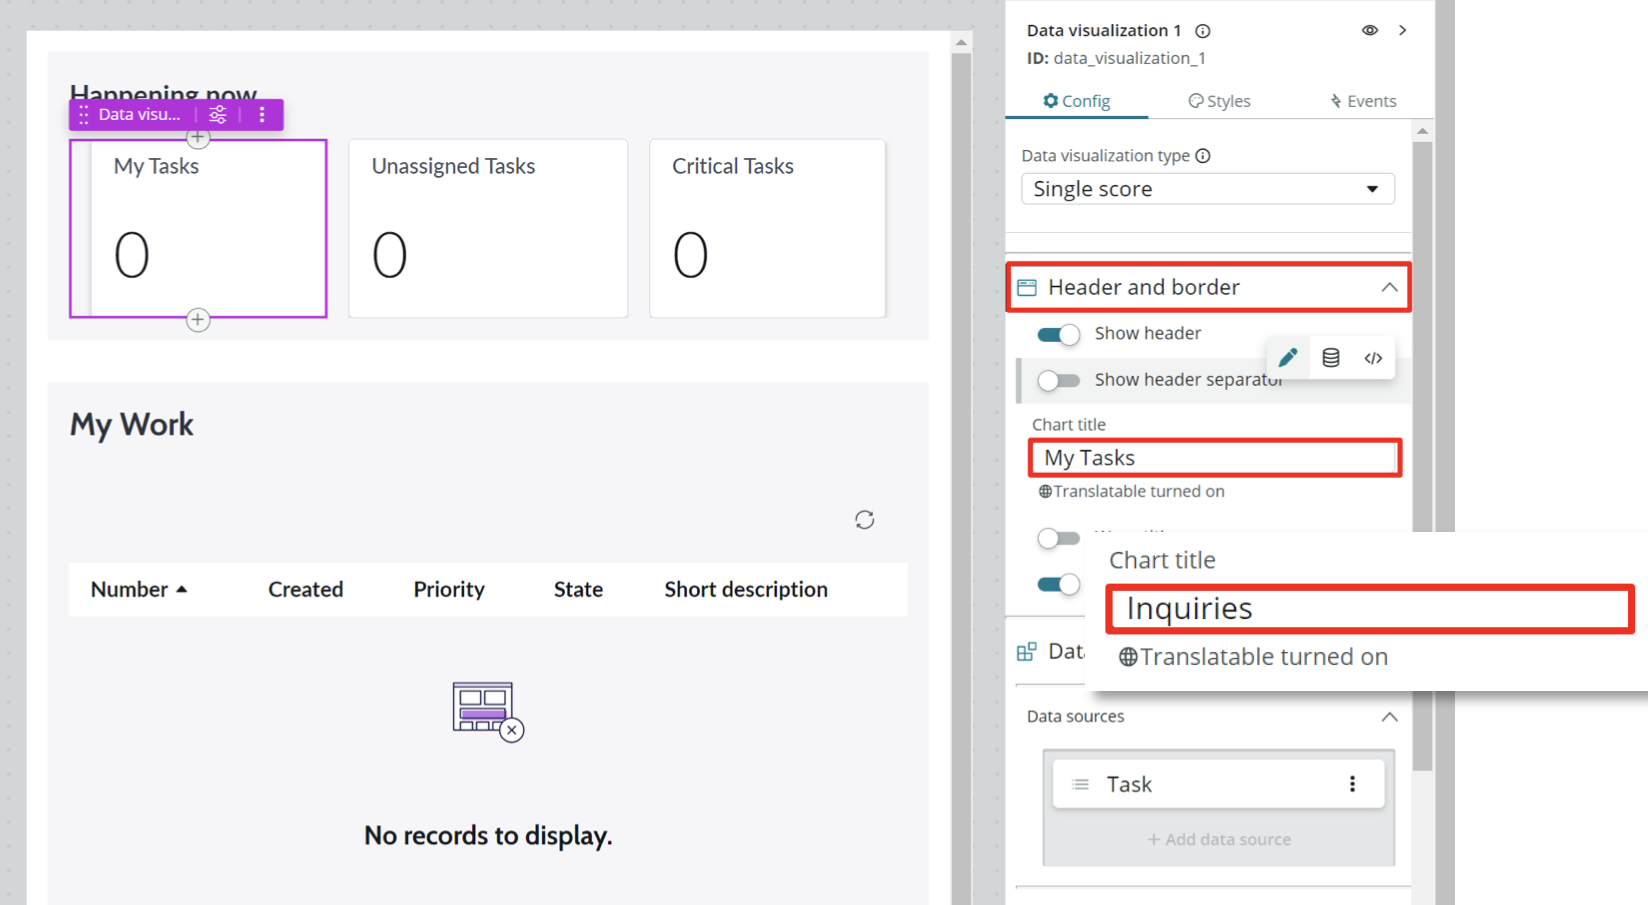 Happening now
Data visu...
My Tasks
0
Unassigned Tasks
0
Critical Tasks
0
My Work
Number
Created
Priority
State
Short description
No records to display.
Data visualization 1
ID: data_visualization_1
Config
Styles
Events
Data visualization type
Single score
Header and border
Show header
Show header separator
Chart title
My Tasks
Translatable turned on
Chart title
Inquiries
Translatable turned on
Data sources
Task
+ Add data source